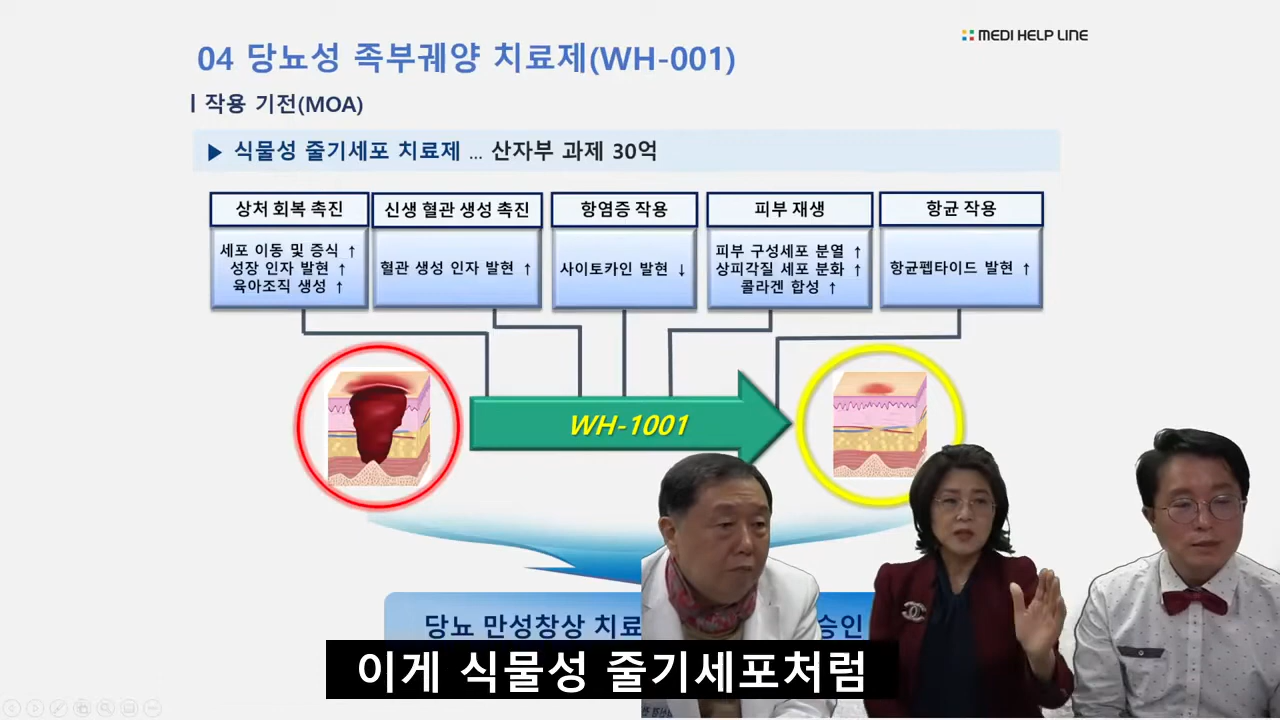 MEDI HELP LINE
04 당뇨성 족부궤양 치료제(WH-001)
작용 기전(MOA)
▶ 식물성 줄기세포 치료제 ... 산자부 과제 30억
상처 회복 촉진
세포 이동 및 증식 ↑
성장 인자 발현 ↑
육아조직 생성 ↑
신생 혈관 생성 촉진
혈관 생성 인자 발현 ↑
항염증 작용
사이토카인 발현 ↓
피부 재생
피부 구성세포 분열 ↑
상피각질 세포 분화 ↑
콜라겐 합성 ↑
항균 작용
항균펩타이드 발현 ↑
WH-1001
당뇨 만성창상 치료 승인
이게 식물성 줄기세포처럼